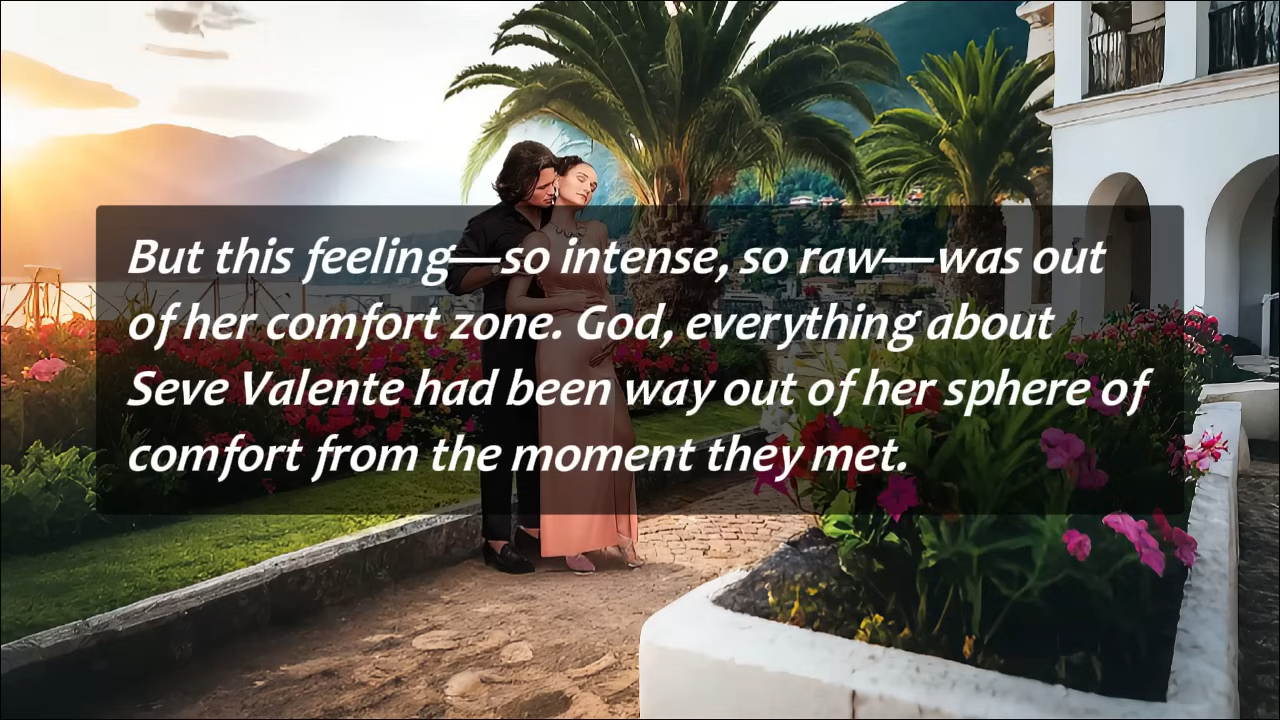 But this feeling—so intense, so raw—was out
of her comfort zone. God, everything about
Seve Valente had been way out of her sphere of
comfort from the moment they met.